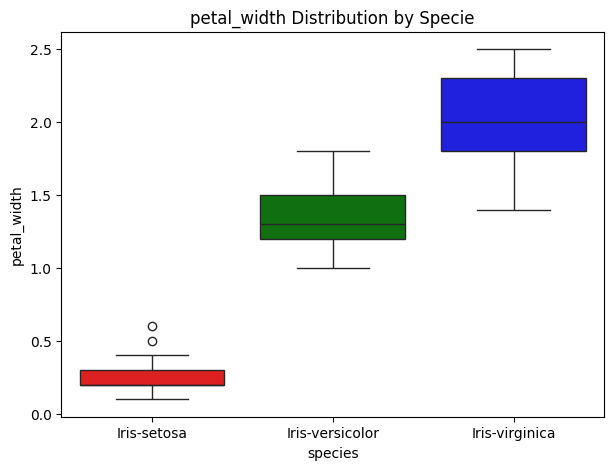 petal_width Distribution by Specie
petal_width
2.5
2.0
1.5
1.0
0.5
0.0
Iris-setosa Iris-versicolor Iris-virginica
species